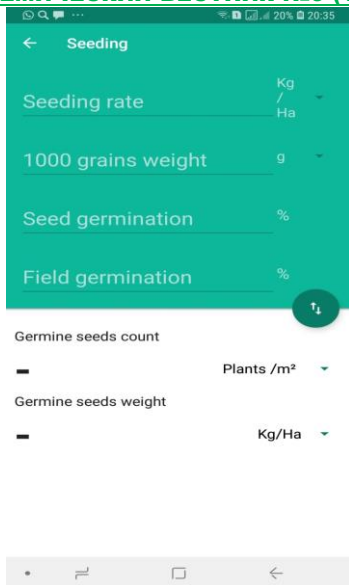 20% 20:35
Seeding
Seeding rate
Kg
/
Ha
1000 grains weight g
Seed germination %
Field germination %
Germine seeds count
Plants /m²
Germine seeds weight
Kg/Ha